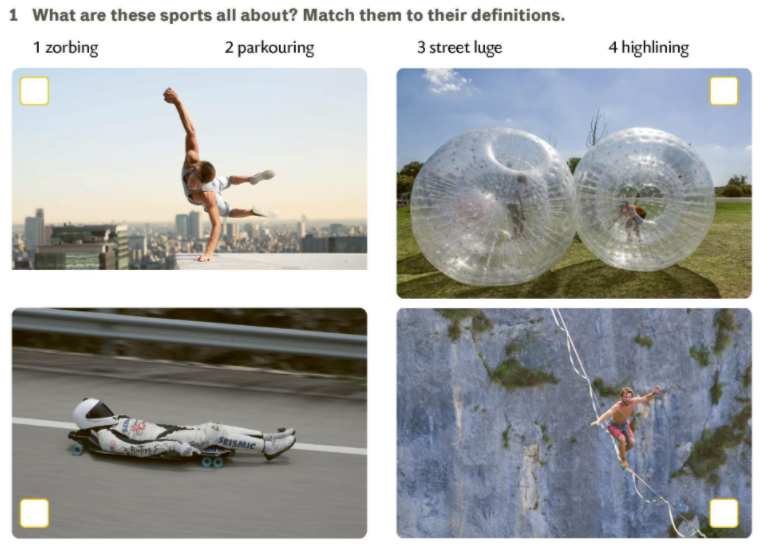 1 What are these sports all about? Match them to their definitions.
1 zorbing 2 parkouring 3 street luge 4 highlining
SEISMIC